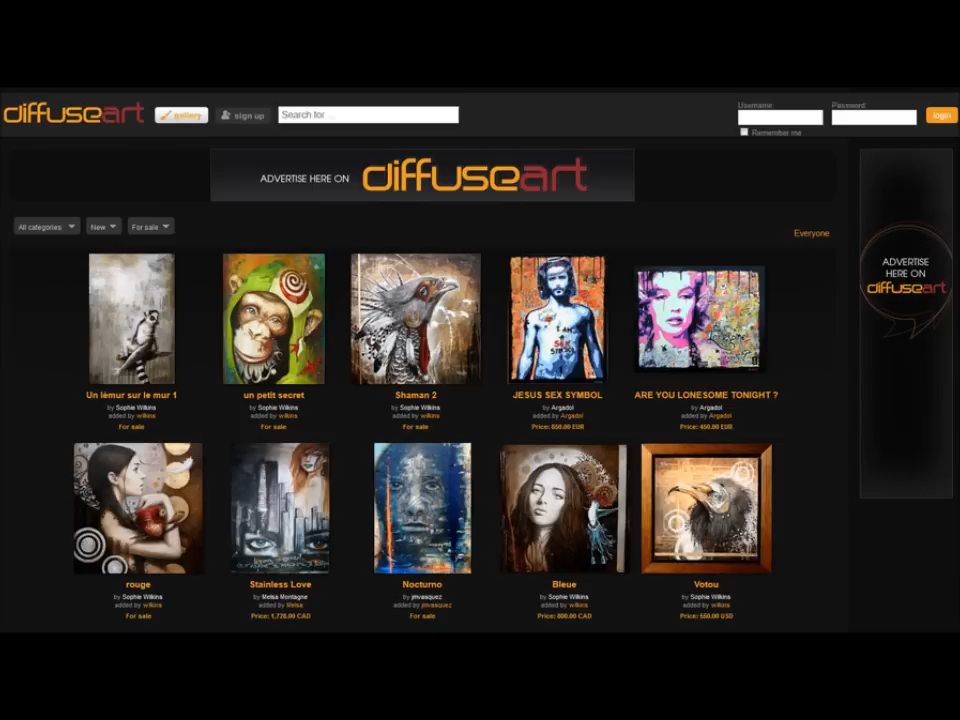 diffuseart
gallery
sign up
Search for ...
Username
Password:
Remember me
login
ADVERTISE HERE ON diffuseart
All categories
New
For sale
Everyone
ADVERTISE
HERE ON
diffuseart
Un lémur sur le mur 1
by Sophie Wilkins
added by wilkins
For sale
un petit secret
by Sophie Wilkins
added by wilkins
For sale
Shaman 2
by Sophie Wilkins
added by wilkins
For sale
I AM
A
SEX
SYMBOL
JESUS SEX SYMBOL
by Argadol
added by Argadol
Price: 850.00 EUR
ARE YOU LONESOME TONIGHT ?
by Argadol
added by Argadol
Price: 450.00 EUR
rouge
by Sophie Wilkins
added by wilkins
For sale
Stainless Love
by Melsa Montagne
added by Melsa
Price: 1,728.00 CAD
Nocturno
by jmvasquez
added by jmvasquez
For sale
Bleue
by Sophie Wilkins
added by wilkins
Price: 800.00 CAD
Votou
by Sophie Wilkins
added by wilkins
Price: 550.00 USD